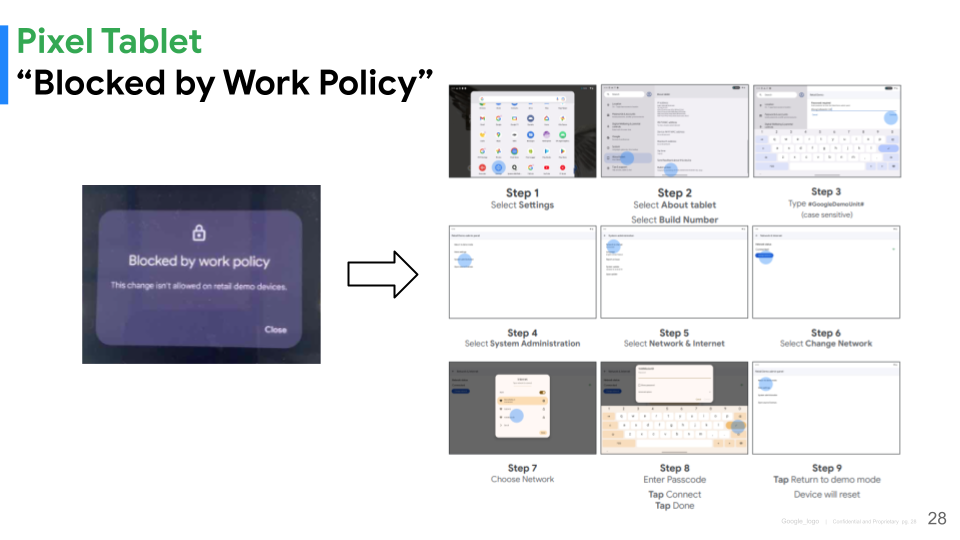 Pixel Tablet
“Blocked by Work Policy”
Blocked by work policy
This change isn't allowed on retail demo devices.
Close
Step 1
Select Settings
Step 2
Select About tablet
Select Build Number
Step 3
Type #GoogleDemoUnit#
(case sensitive)
Step 4
Select System Administration
Step 5
Select Network & Internet
Step 6
Select Change Network
Step 7
Choose Network
Step 8
Enter Passcode
Tap Connect
Tap Done
Step 9
Tap Return to demo mode
Device will reset
Google_logo | Confidential and Proprietary pg. 28
28